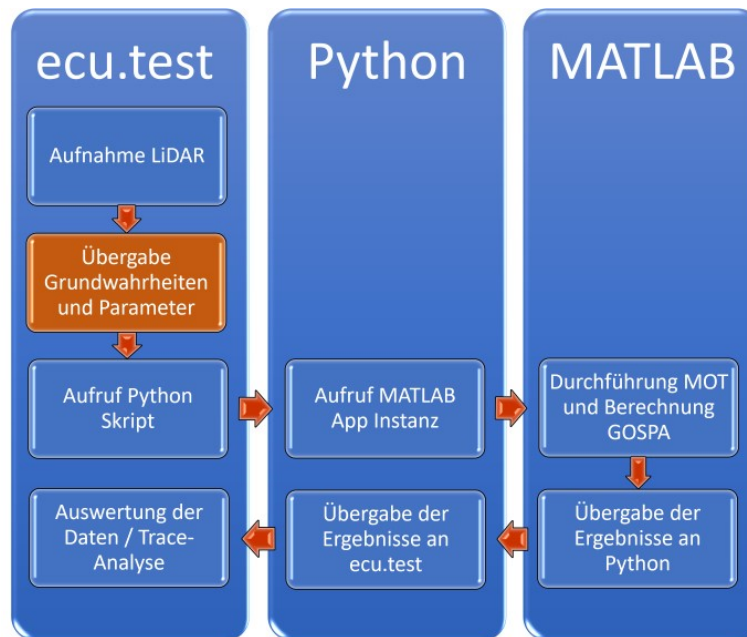 ecu.test
Aufnahme LiDAR
Übergabe
Grundwahrheiten
und Parameter
Aufruf Python
Skript
Auswertung der
Daten / Trace-
Analyse
Python
Aufruf MATLAB
App Instanz
Übergabe der
Ergebnisse an
ecu.test
MATLAB
Durchführung MOT
und Berechnung
GOSPA
Übergabe der
Ergebnisse an
Python